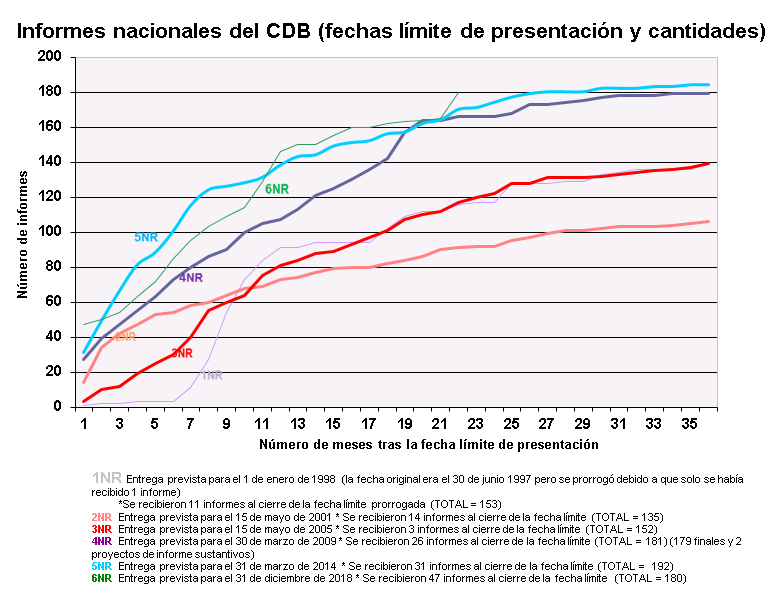 Informes nacionales del CDB (fechas límite de presentación y cantidades)
200
180
160
140
120
100
80
60
40
20
0
Número de informes
6NR
5NR
4NR
2NR
3NR
1NR
1 3 5 7 9 11 13 15 17 19 21 23 25 27 29 31 33 35
Número de meses tras la fecha límite de presentación
1NR Entrega prevista para el 1 de enero de 1998 (la fecha original era el 30 de junio 1997 pero se prorrogó debido a que solo se había
recibido 1 informe)
*Se recibieron 11 informes al cierre de la fecha límite prorrogada (TOTAL = 153)
2NR Entrega prevista para el 15 de mayo de 2001 * Se recibieron 14 informes al cierre de la fecha límite (TOTAL = 135)
3NR Entrega prevista para el 15 de mayo de 2005 * Se recibieron 3 informes al cierre de la fecha límite (TOTAL = 152)
4NR Entrega prevista para el 30 de marzo de 2009 * Se recibieron 26 informes al cierre de la fecha límite (TOTAL = 181) (179 finales y 2
proyectos de informe sustantivos)
5NR Entrega prevista para el 31 de marzo de 2014 * Se recibieron 31 informes al cierre de la fecha límite (TOTAL = 192)
6NR Entrega prevista para el 31 de diciembre de 2018 * Se recibieron 47 informes al cierre de la fecha límite (TOTAL = 180)